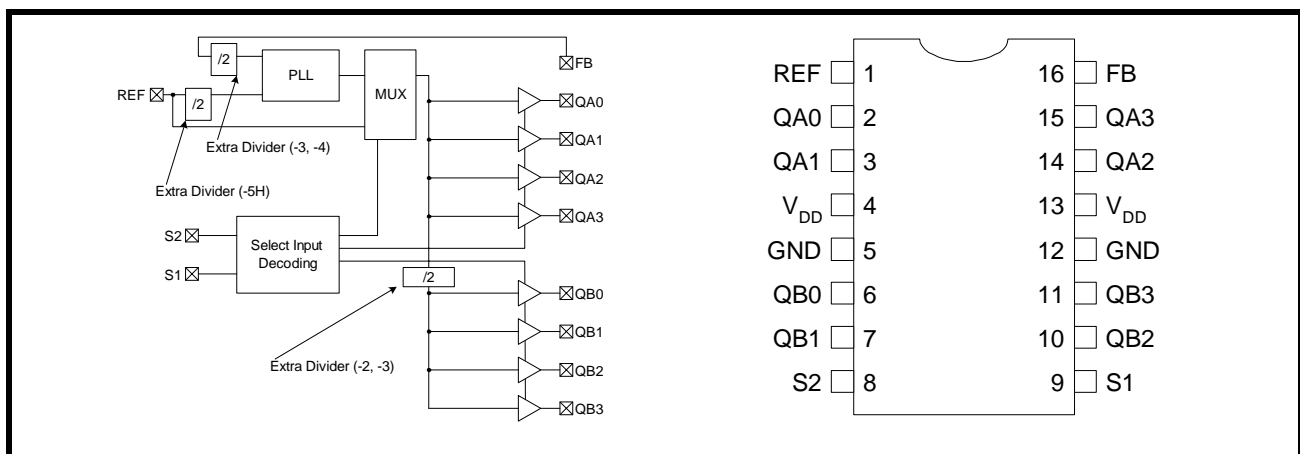 /2
PLL
MUX
FB
REF
/2
QA0
Extra Divider (-3, -4)
QA1
Extra Divider (-5H)
QA2
QA3
S2
Select Input
Decoding
S1
/2
QB0
QB1
Extra Divider (-2, -3)
QB2
QB3
REF 1 16 FB
QA0 2 15 QA3
QA1 3 14 QA2
VDD 4 13 VDD
GND 5 12 GND
QB0 6 11 QB3
QB1 7 10 QB2
S2 8 9 S1